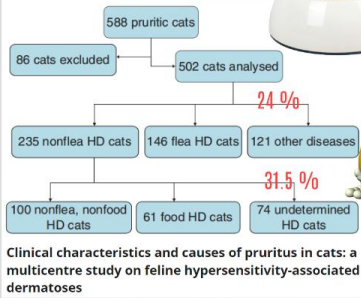 588 pruritic cats
86 cats excluded
502 cats analysed
24 %
235 nonflea HD cats
146 flea HD cats
121 other diseases
31.5 %
100 nonflea, nonfood
HD cats
61 food HD cats
74 undetermined
HD cats
Clinical characteristics and causes of pruritus in cats: a
multicentre study on feline hypersensitivity-associated
dermatoses